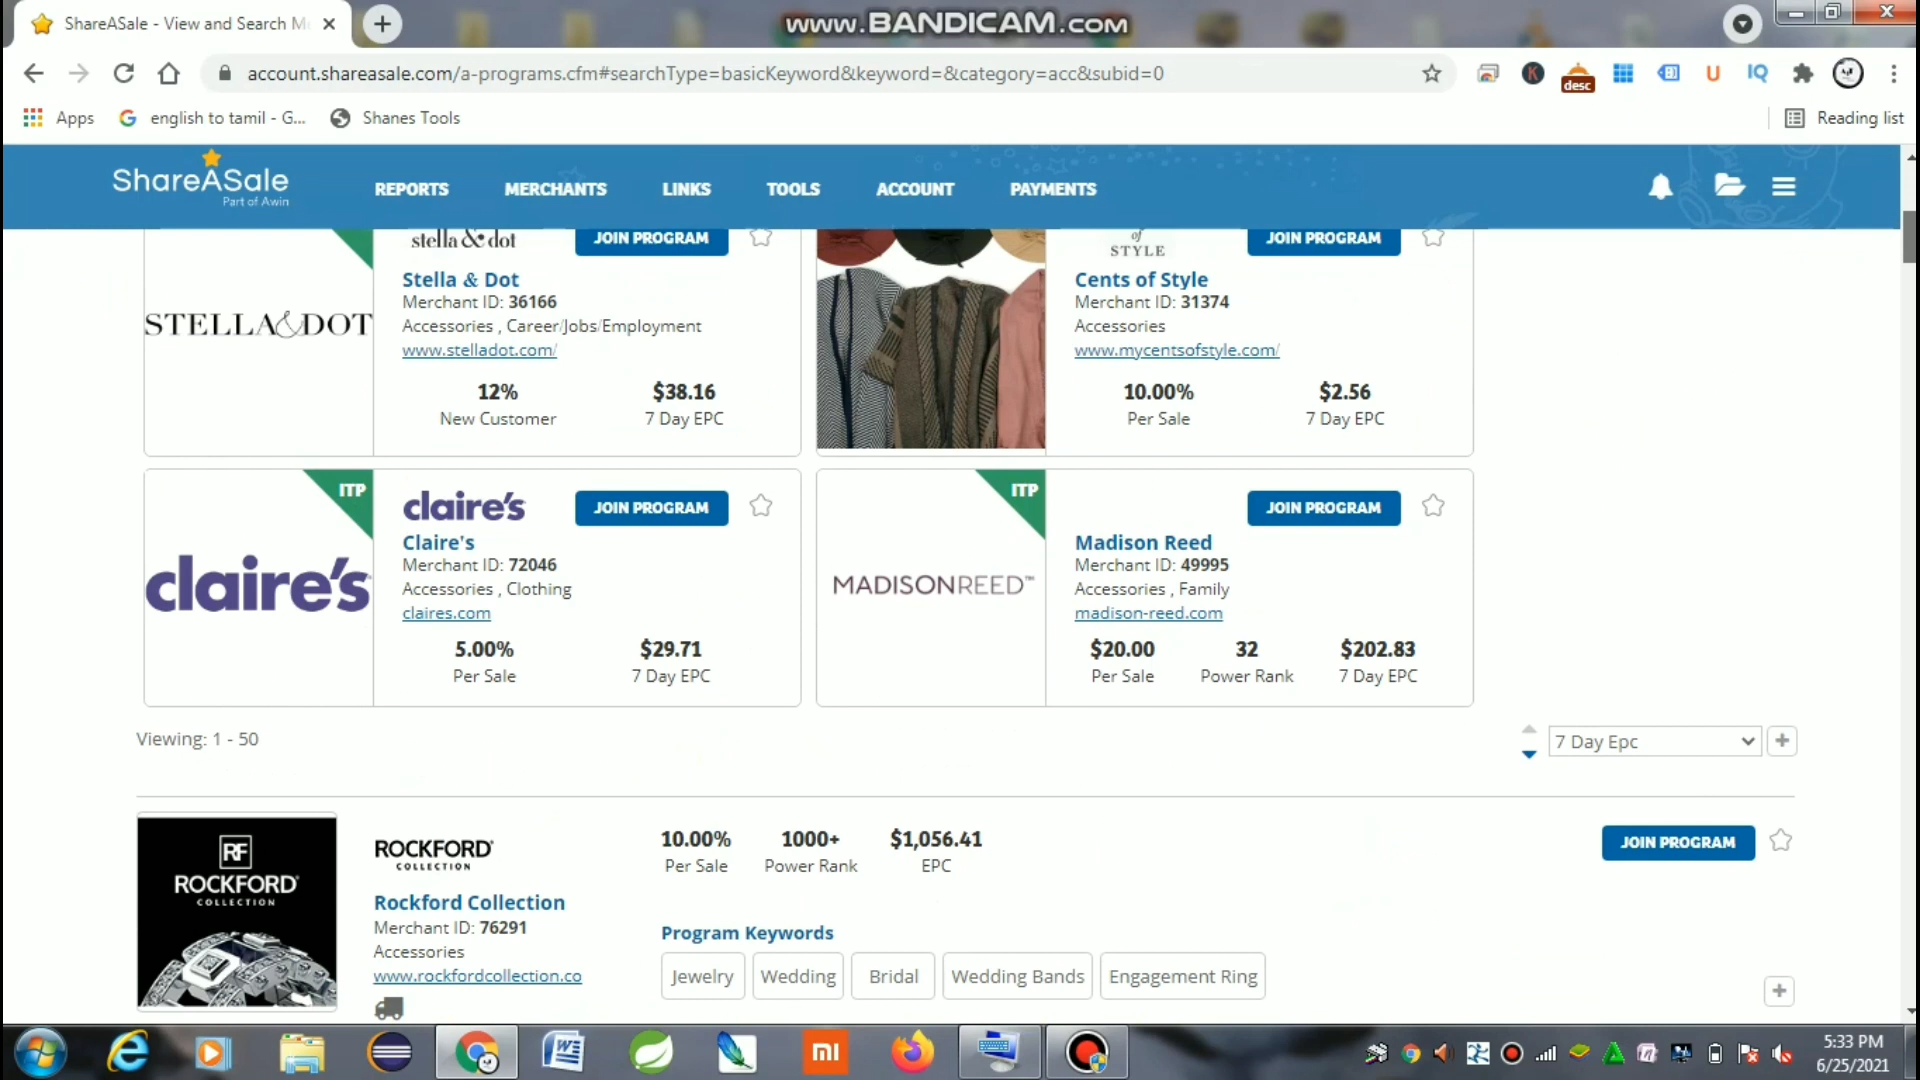 www.BANDICAM.com
ShareASale - View and Search M
account.shareasale.com/a-programs.cfm#searchType=basicKeyword&keyword=&category=acc&subid=0
K
desc
U
IQ
Apps
english to tamil - G...
Shanes Tools
Reading list
ShareASale
Part of Awin
REPORTS
MERCHANTS
LINKS
TOOLS
ACCOUNT
PAYMENTS
STELLA&DOT
stella & dot
JOIN PROGRAM
Stella & Dot
Merchant ID: 36166
Accessories , Career/Jobs/Employment
www.stelladot.com/
12%
New Customer
$38.16
7 Day EPC
of
STYLE
JOIN PROGRAM
Cents of Style
Merchant ID: 31374
Accessories
www.mycentsofstyle.com/
10.00%
Per Sale
$2.56
7 Day EPC
ITP
claire's
claire's
JOIN PROGRAM
Claire's
Merchant ID: 72046
Accessories , Clothing
claires.com
5.00%
Per Sale
$29.71
7 Day EPC
ITP
MADISONREED™
JOIN PROGRAM
Madison Reed
Merchant ID: 49995
Accessories , Family
madison-reed.com
$20.00
Per Sale
32
Power Rank
$202.83
7 Day EPC
Viewing: 1 - 50
7 Day Epc
RF
ROCKFORD
COLLECTION
ROCKFORD
COLLECTION
Rockford Collection
Merchant ID: 76291
Accessories
www.rockfordcollection.co
10.00%
Per Sale
1000+
Power Rank
$1,056.41
EPC
JOIN PROGRAM
Program Keywords
Jewelry
Wedding
Bridal
Wedding Bands
Engagement Ring
5:33 PM
6/25/2021